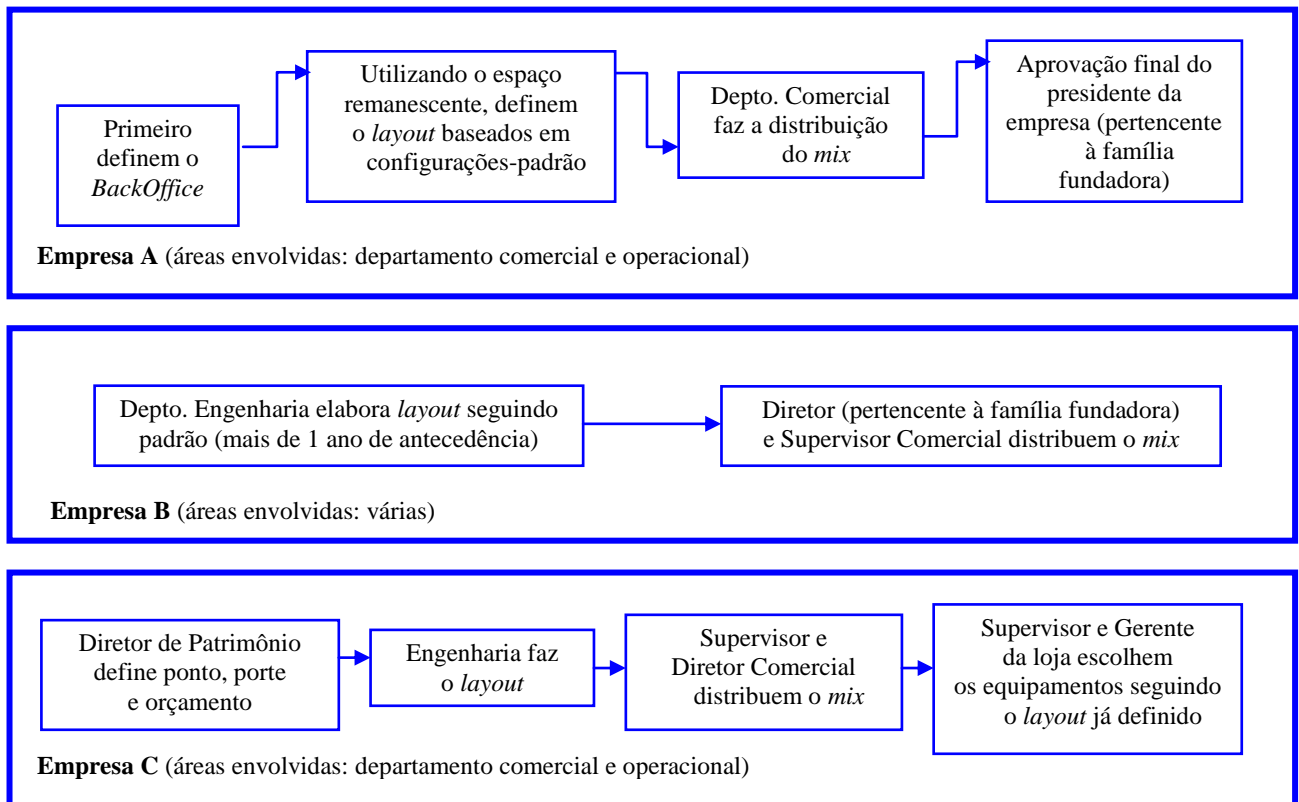 Primeiro
definem o
BackOffice
Utilizando o espaço
remanescente, definem
o layout baseados em
configurações-padrão
Depto. Comercial
faz a distribuição
do mix
Aprovação final do
presidente da
empresa (pertencente
à família
fundadora)
Empresa A (áreas envolvidas: departamento comercial e operacional)
Depto. Engenharia elabora layout seguindo
padrão (mais de 1 ano de antecedência)
Diretor (pertencente à família fundadora)
e Supervisor Comercial distribuem o mix
Empresa B (áreas envolvidas: várias)
Diretor de Patrimônio
define ponto, porte
e orçamento
Engenharia faz
o layout
Supervisor e
Diretor Comercial
distribuem o mix
Supervisor e Gerente
da loja escolhem
os equipamentos seguindo
o layout já definido
Empresa C (áreas envolvidas: departamento comercial e operacional)